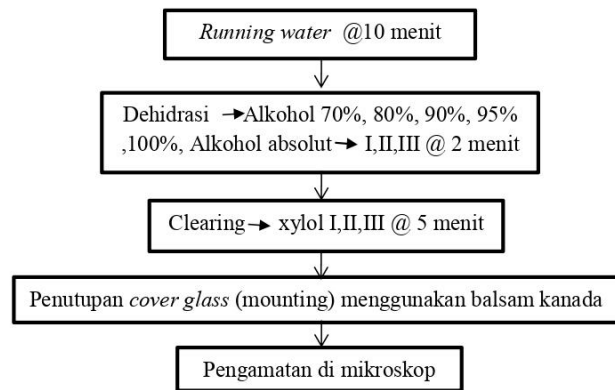 Running water @10 menit
Dehidrasi → Alkohol 70%, 80%, 90%, 95%
,100%, Alkohol absolut → I,II,III @ 2 menit
Clearing → xylol I,II,III @ 5 menit
Penutupan cover glass (mounting) menggunakan balsam kanada
Pengamatan di mikroskop